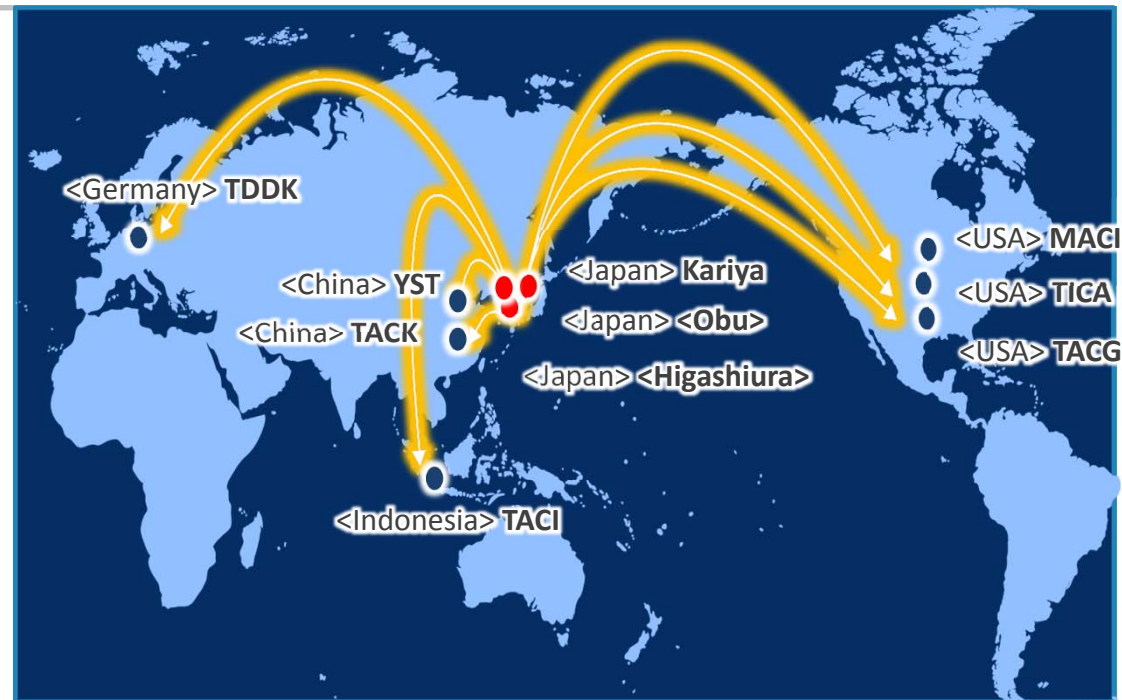 <Germany> TDDK
<USA> MACI
<China> YST
<Japan> Kariya
<USA> TICA
<China> TACK
<Japan> <Obu>
<USA> TACG
<Japan> <Higashiura>
<Indonesia> TACI